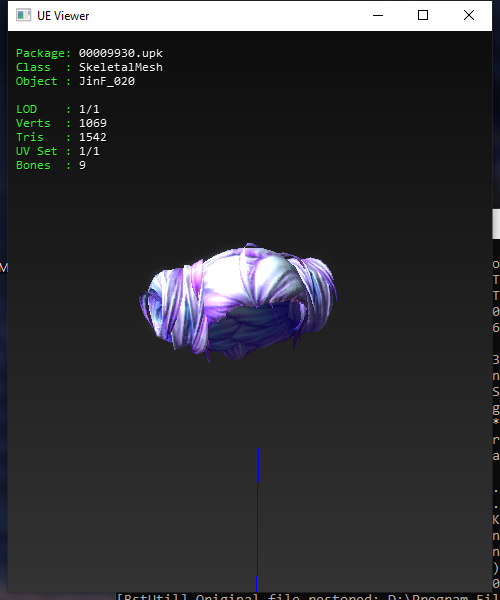 UE Viewer
Package: 00009930.upk
Class : SkeletalMesh
Object : JinF_020
LOD : 1/1
Verts : 1069
Tris : 1542
UV Set : 1/1
Bones : 9
M
o
T
T
0
6
3
n
S
g
*
r
a
.
.
K
n
n
)
0
[BstUtil] Original file restored: D:\Program Fil